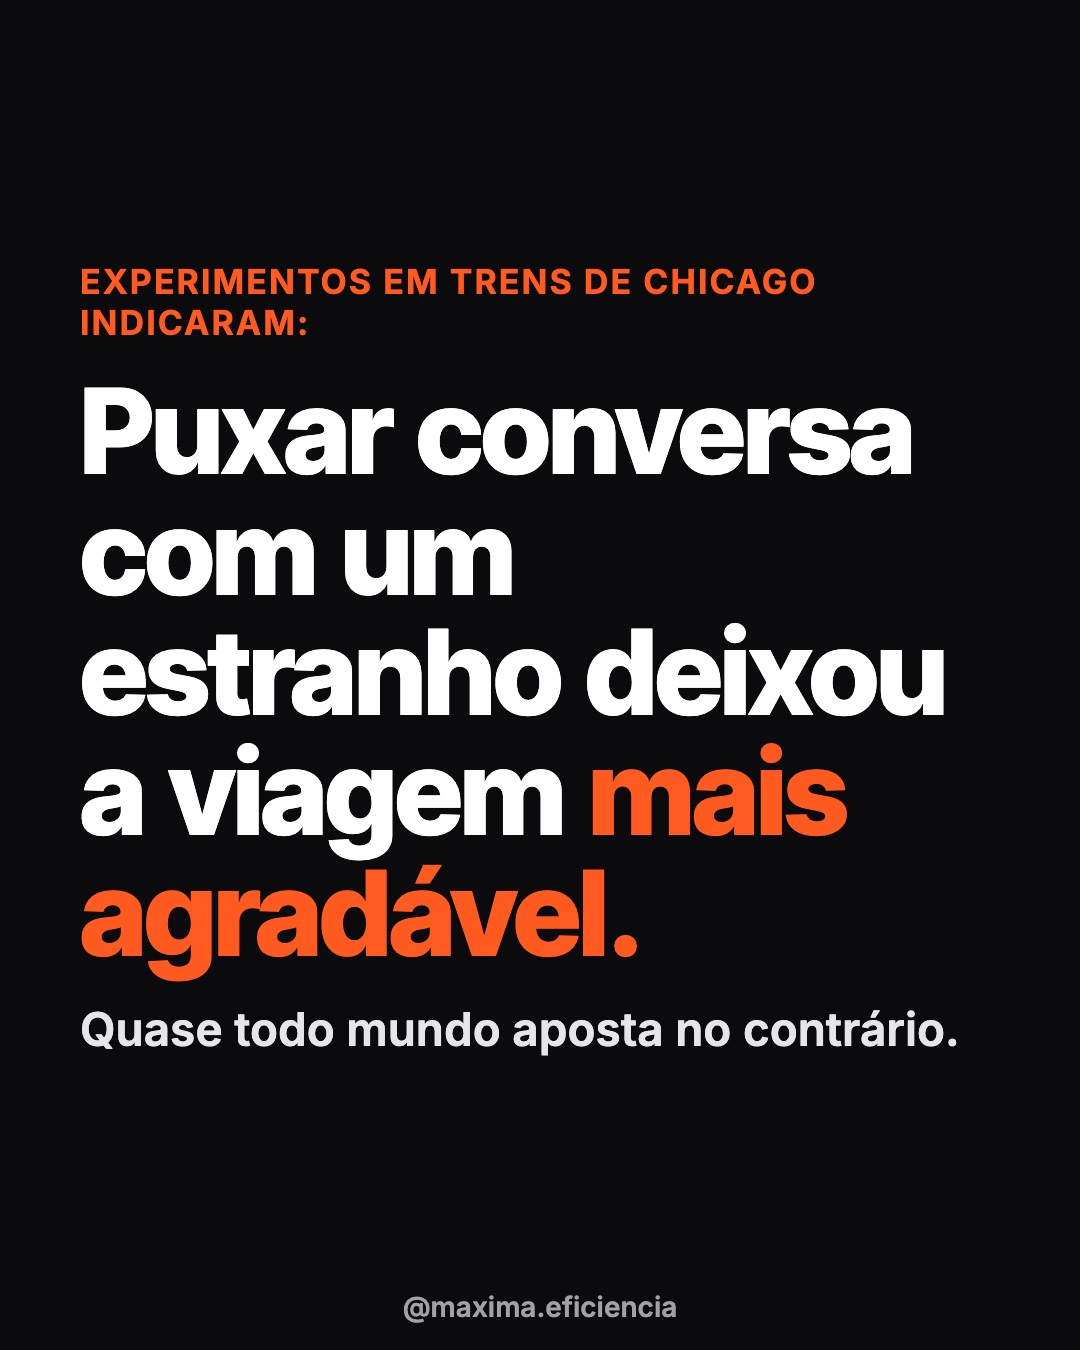 EXPERIMENTOS EM TRENS DE CHICAGO
INDICARAM:
Puxar conversa
com um
estranho deixou
a viagem mais
agradável.
Quase todo mundo aposta no contrário.
@maxima.eficiencia